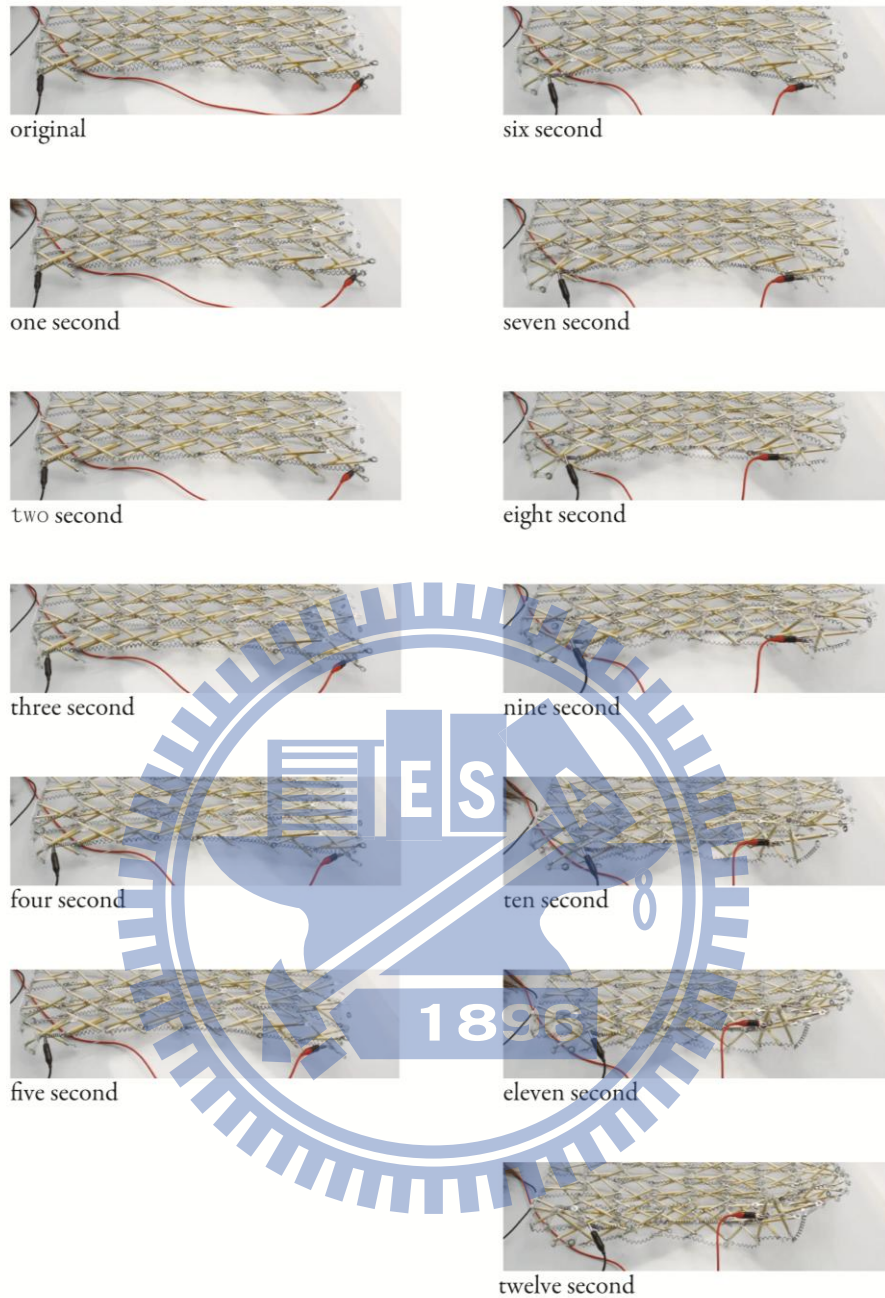 original
one second
two second
three second
four second
five second
six second
seven second
eight second
nine second
ten second
eleven second
twelve second
E S
1896